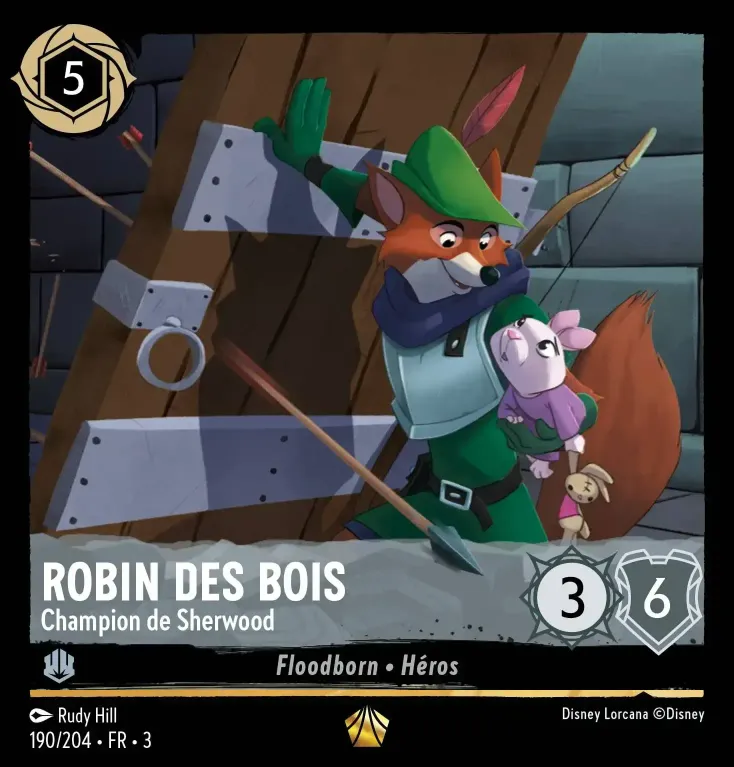 5
ROBIN DES BOIS
Champion de Sherwood
3
6
Floodborn • Héros
Rudy Hill
Disney Lorcana ©Disney
190/204 • FR • 3